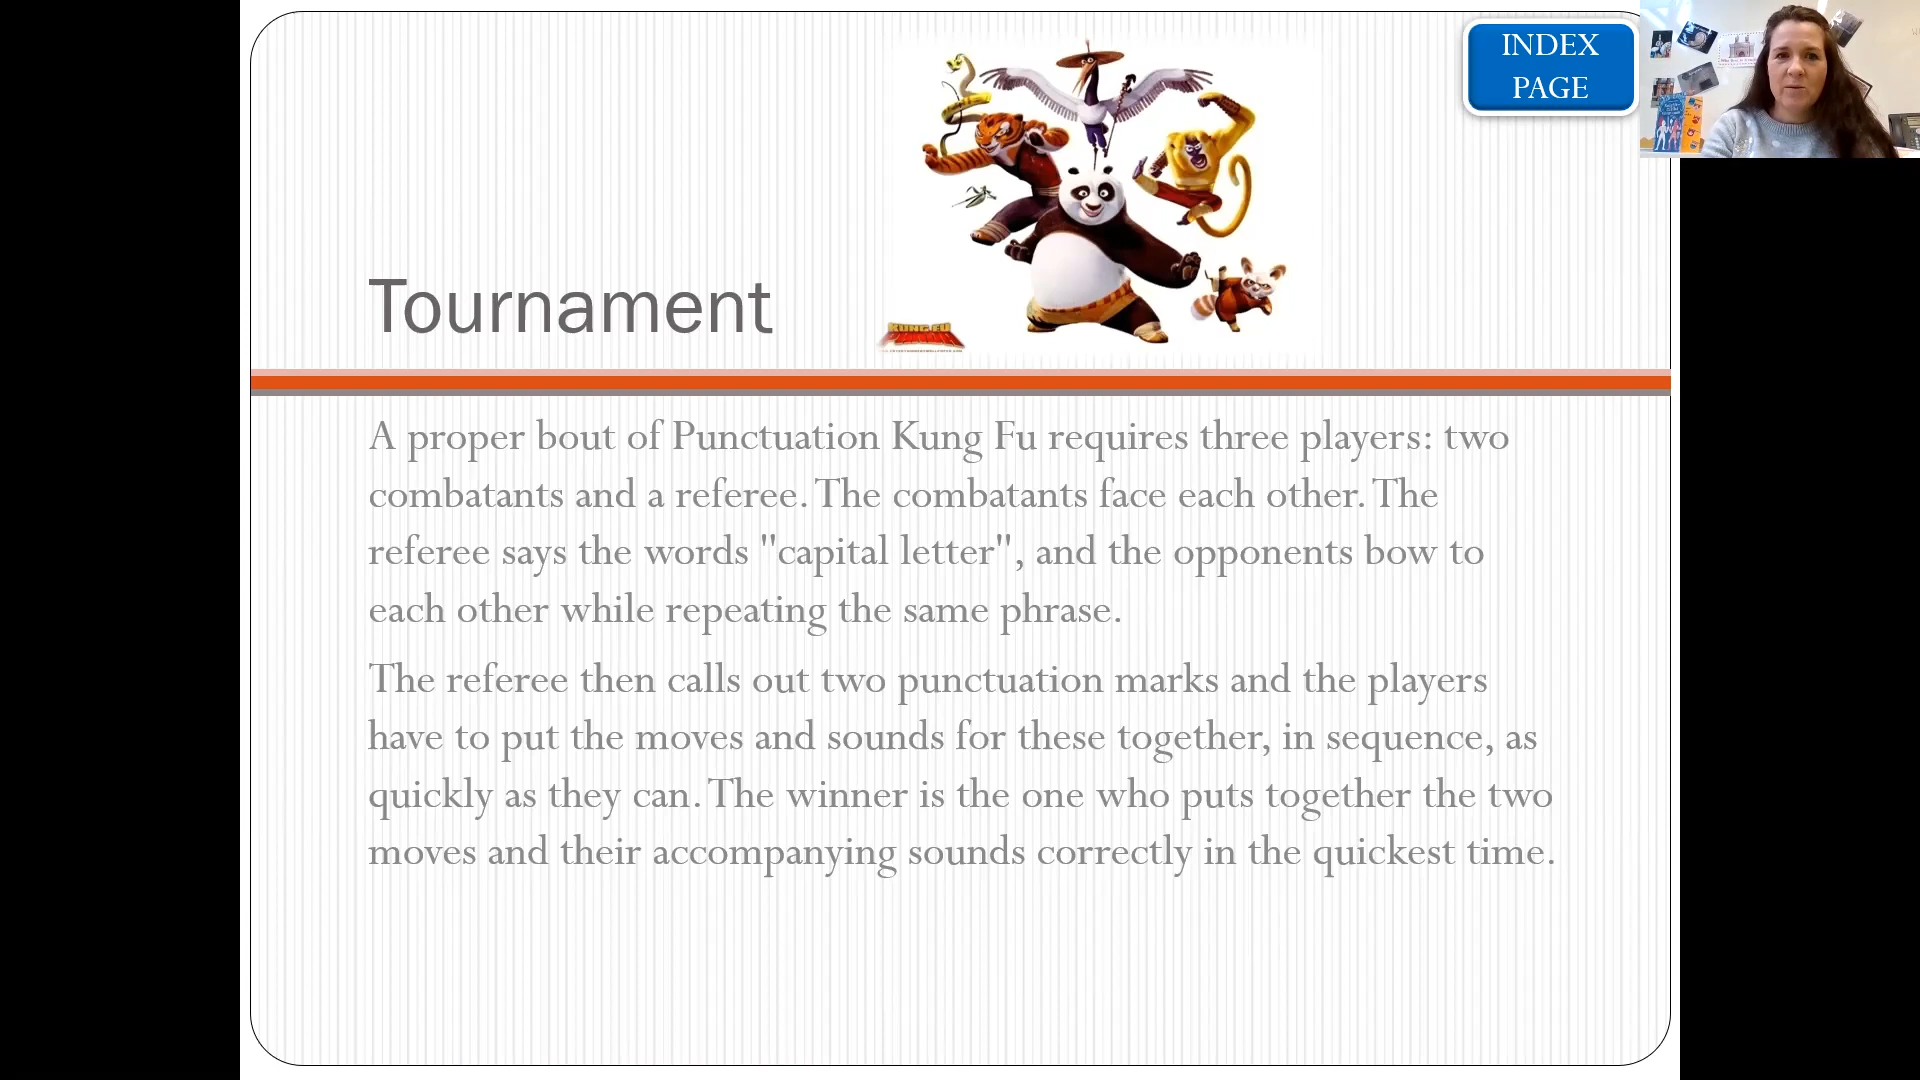 INDEX
PAGE
KUNG FU
PANDA
Tournament
A proper bout of Punctuation Kung Fu requires three players: two
combatants and a referee. The combatants face each other. The
referee says the words "capital letter", and the opponents bow to
each other while repeating the same phrase.
The referee then calls out two punctuation marks and the players
have to put the moves and sounds for these together, in sequence, as
quickly as they can. The winner is the one who puts together the two
moves and their accompanying sounds correctly in the quickest time.